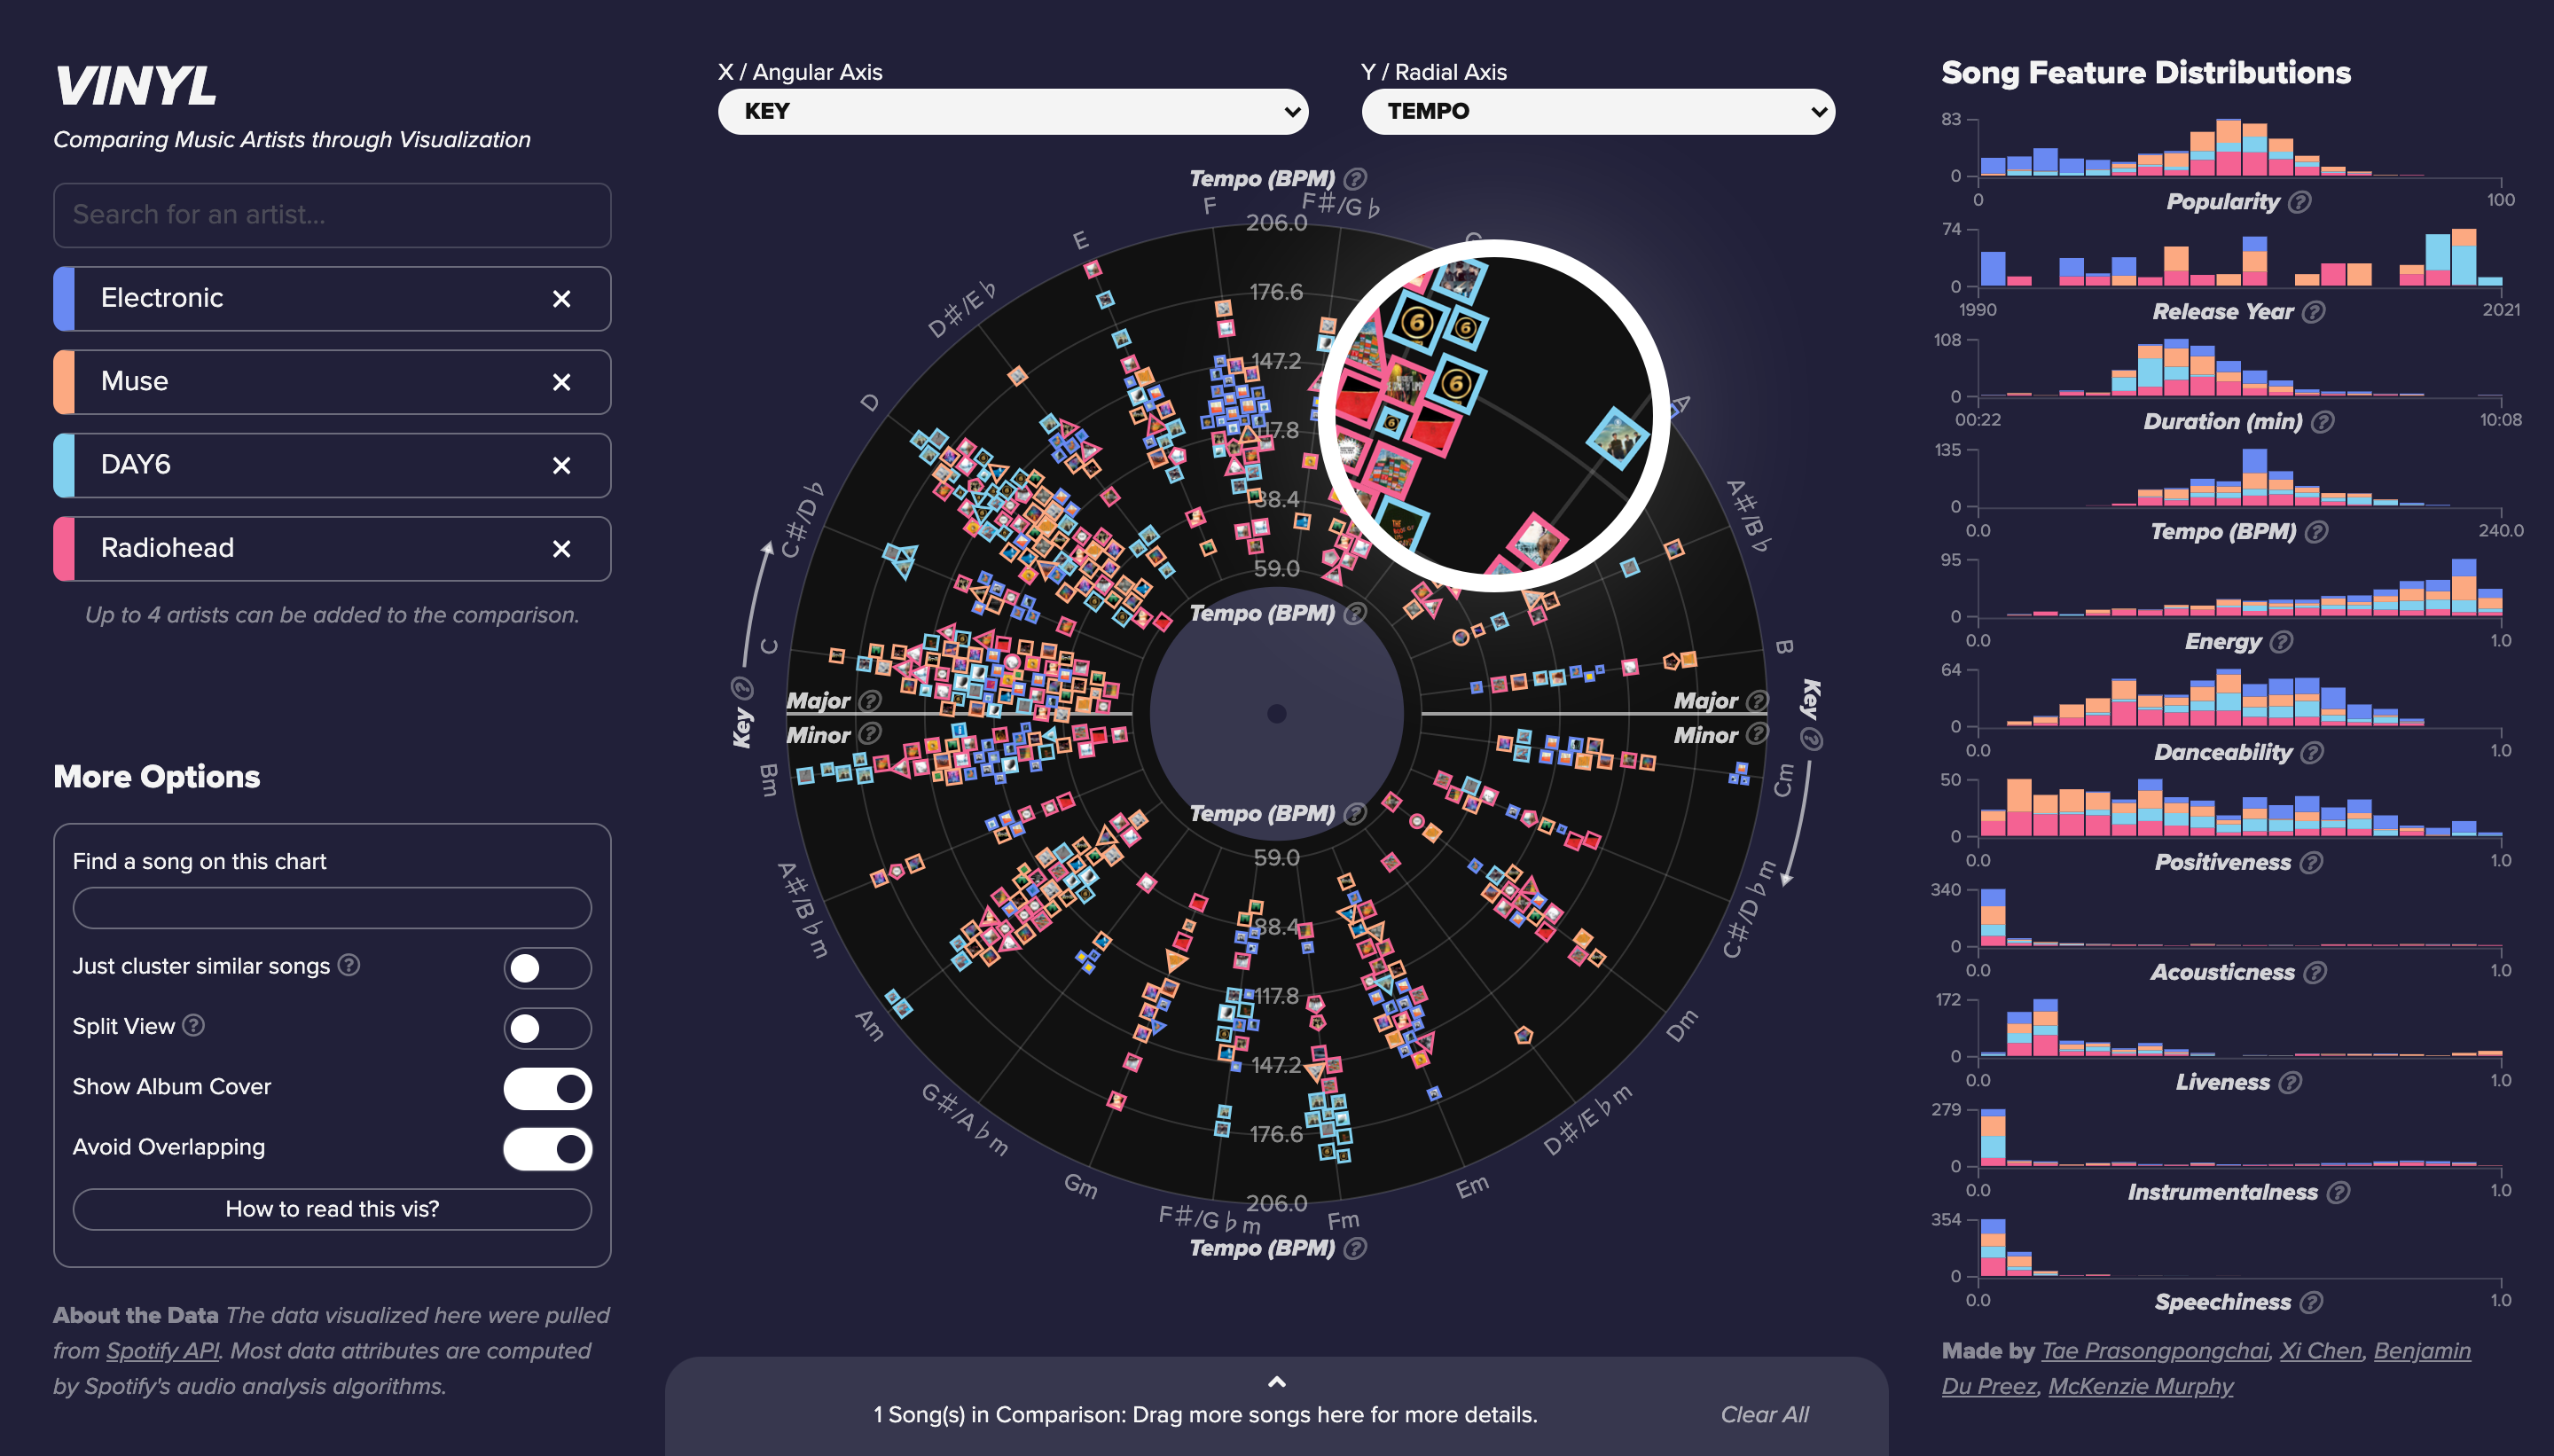 VINYL
Comparing Music Artists through Visualization
Search for an artist...
Electronic
Muse
DAY6
Radiohead
Up to 4 artists can be added to the comparison.
More Options
Find a song on this chart
Just cluster similar songs ?
Split View ?
Show Album Cover
Avoid Overlapping
How to read this vis?
About the Data The data visualized here were pulled
from Spotify API. Most data attributes are computed
by Spotify's audio analysis algorithms.
X / Angular Axis
KEY
Y / Radial Axis
TEMPO
Tempo (BPM) ?
F
F#/G♭
206.0
E
D#/E♭
176.6
D
147.2
A
C#/D♭
88.4
A#/B♭
59.0
Tempo (BPM) ?
C
B
Major ?
Major ?
Key ?
Key ?
Minor ?
Minor ?
Bm
Cm
Tempo (BPM) ?
59.0
A#/B♭m
C#/D♭m
88.4
117.8
Am
Dm
147.2
G#/A♭m
D#/E♭m
176.6
Gm
Em
206.0
F#/G♭m
Fm
Tempo (BPM) ?
6
6
6
6
1 Song(s) in Comparison: Drag more songs here for more details.
Clear All
Song Feature Distributions
83
0
0
Popularity ?
100
74
0
1990
Release Year ?
2021
108
0
00:22
Duration (min) ?
10:08
135
0
0.0
Tempo (BPM) ?
240.0
95
0
0.0
Energy ?
1.0
64
0
0.0
Danceability ?
1.0
50
0
0.0
Positiveness ?
1.0
340
0
0.0
Acousticness ?
1.0
172
0
0.0
Liveness ?
1.0
279
0
0.0
Instrumentalness ?
1.0
354
0
0.0
Speechiness ?
1.0
Made by Tae Prasongpongchai, Xi Chen, Benjamin
Du Preez, McKenzie Murphy